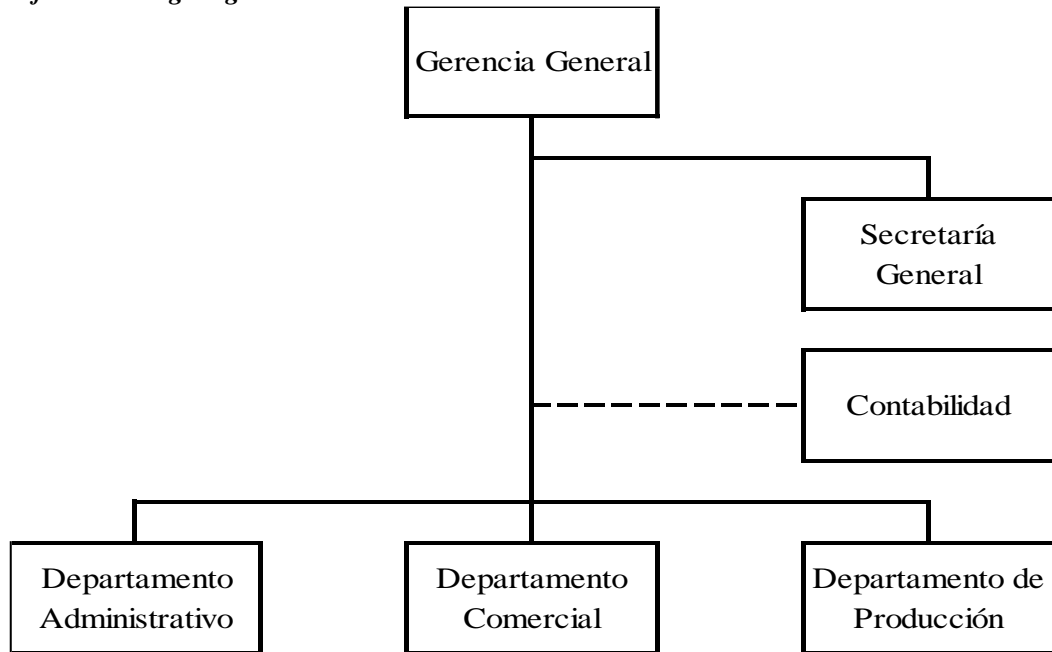 Gerencia General
Secretaría
General
Contabilidad
Departamento
Administrativo
Departamento
Comercial
Departamento de
Producción